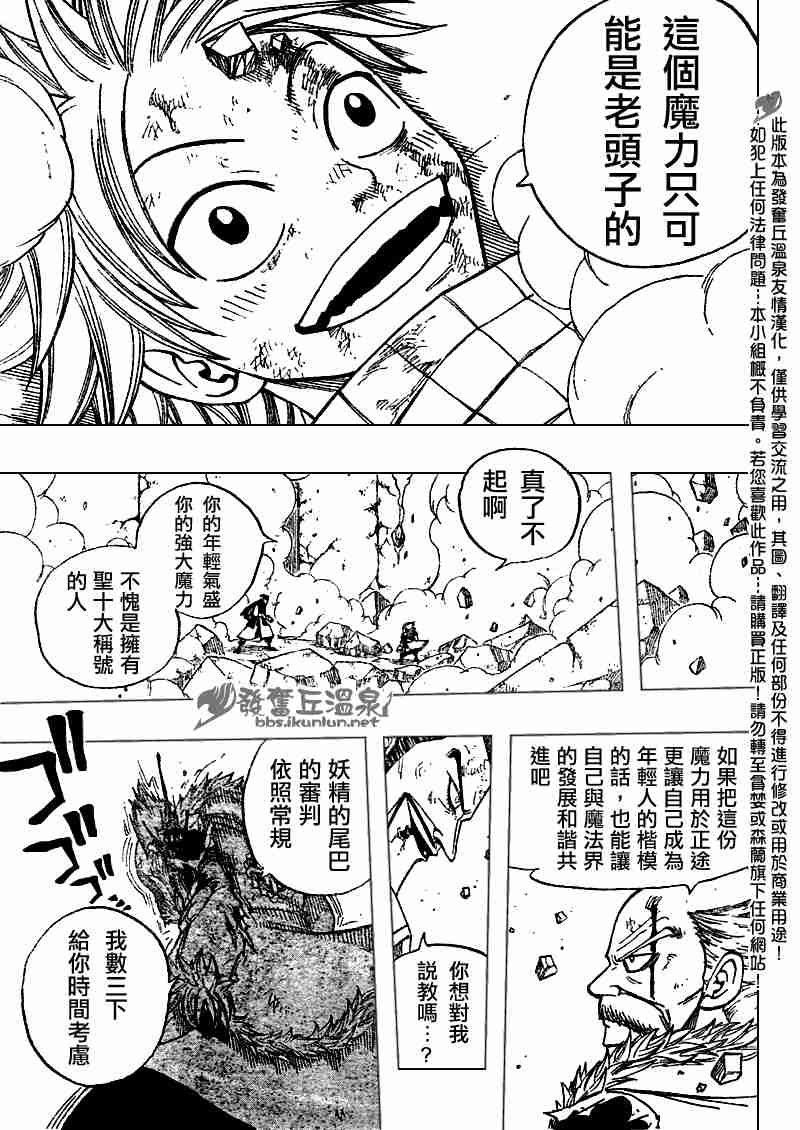 這個魔力只可
能是老頭子的
真了不
起啊
你的年輕氣盛
你的強大魔力
不愧是擁有
聖十大稱號
的人
如果把這份
魔力用於正途
更讓自己成為
年輕人的楷模
的話，也能讓
自己與魔法界
的發展和諧共
進吧
你想對我
說教嗎…？
妖精的尾巴
的審判
依照常規
我數三下
給你時間考慮
發奮丘溫泉
bbs.ikunlun.net
此版本為發奮丘溫泉友情漢化，僅供學習交流之用，其圖、翻譯及任何部份不得進行修改或用於商業用途！
如犯上任何法律問題…本小組概不負責。若您喜歡此作品…請購買正版！請勿轉至貪婪或森蘭旗下任何網站